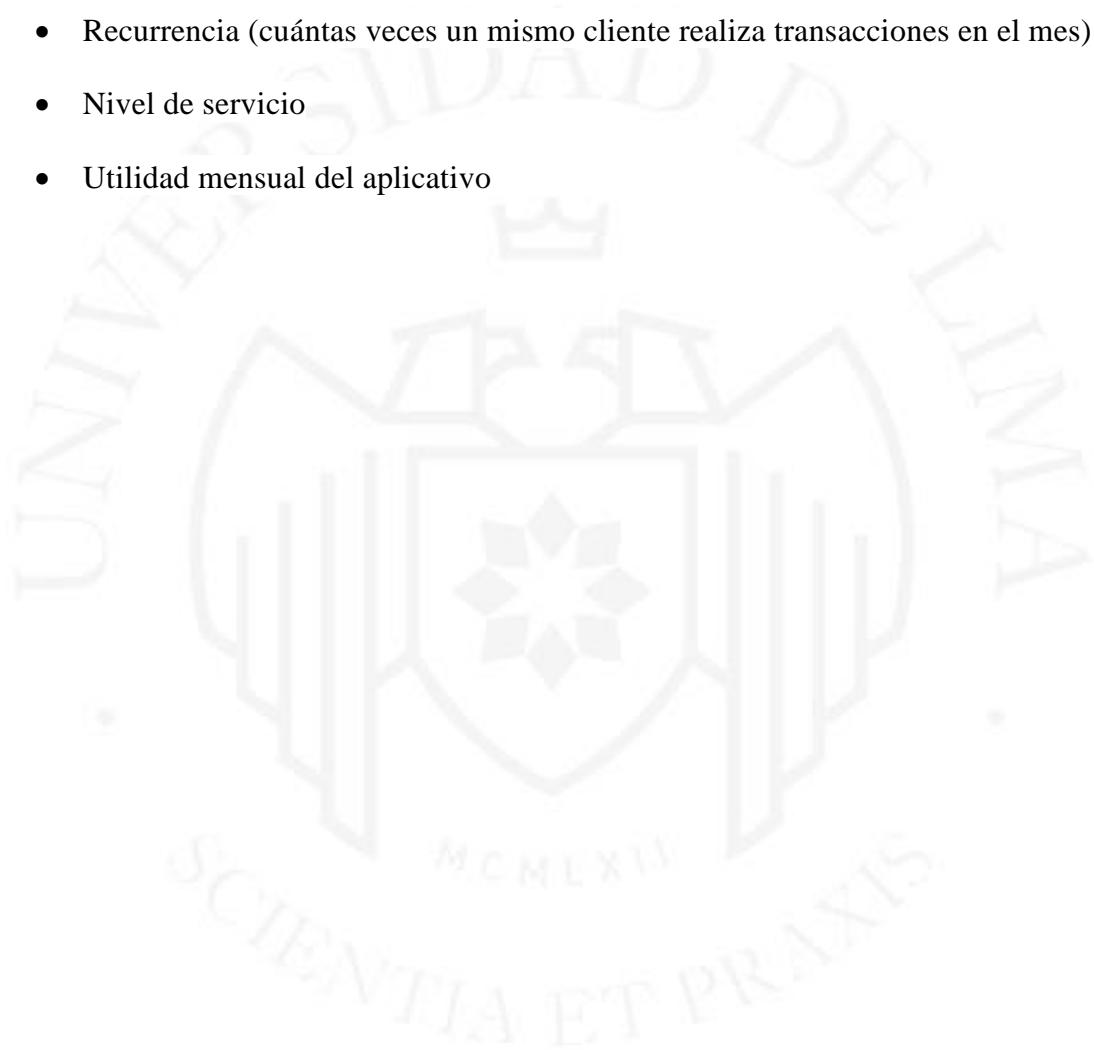 • Recurrencia (cuántas veces un mismo cliente realiza transacciones en el mes)
• Nivel de servicio
• Utilidad mensual del aplicativo
UNIVERSIDAD DE LIMA
MCMLXII
SCIENTIA ET PRAXIS